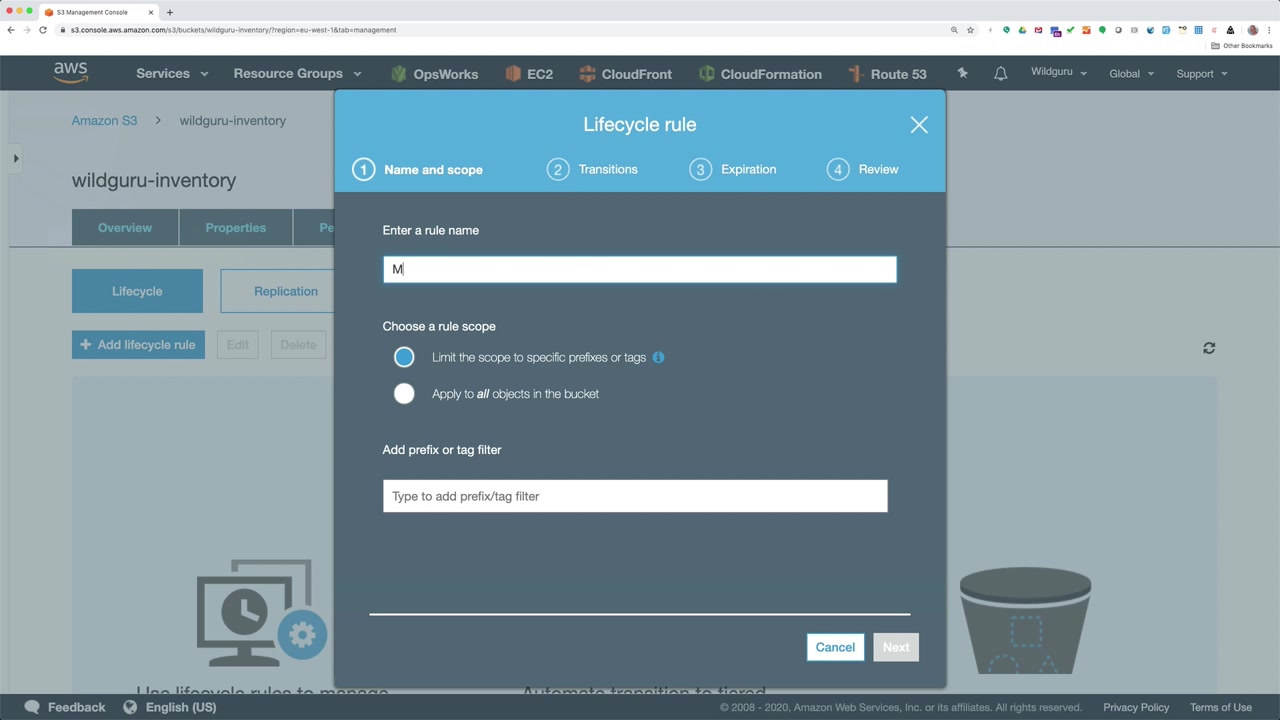 S3 Management Console
s3.console.aws.amazon.com/s3/buckets/wildguru-inventory/?region=eu-west-1&tab=management
Other Bookmarks
aws
Services
Resource Groups
OpsWorks
EC2
CloudFront
CloudFormation
Route 53
Wildguru
Global
Support
Amazon S3 > wildguru-inventory
wildguru-inventory
Overview
Properties
Pe
Lifecycle
Replication
+ Add lifecycle rule
Edit
Delete
Lifecycle rule
1 Name and scope
2 Transitions
3 Expiration
4 Review
Enter a rule name
M
Choose a rule scope
Limit the scope to specific prefixes or tags
Apply to all objects in the bucket
Add prefix or tag filter
Type to add prefix/tag filter
Cancel
Next
Use lifecycle rules to manage
Automate transition to tiered
Feedback
English (US)
© 2008 - 2020, Amazon Web Services, Inc. or its affiliates. All rights reserved.
Privacy Policy
Terms of Use